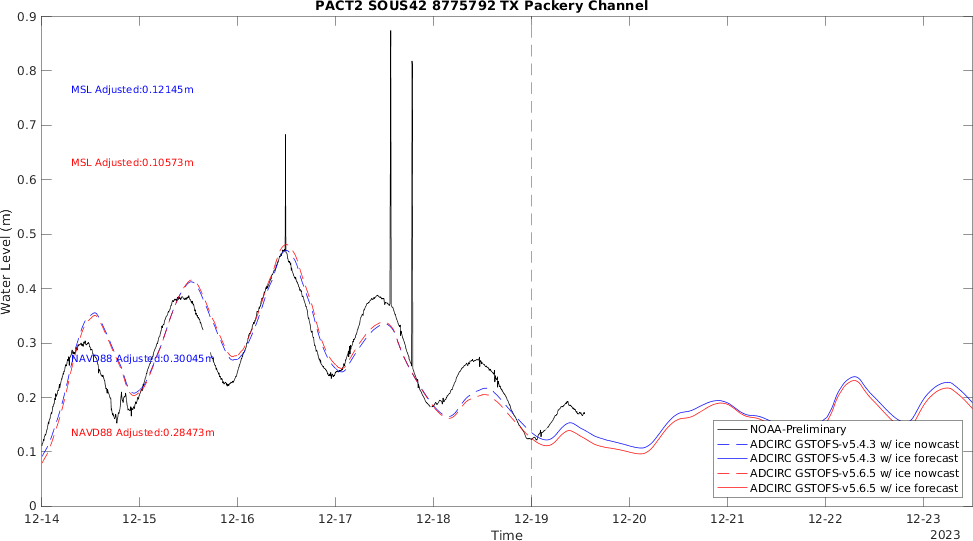 PACT2 SOUS42 8775792 TX Packery Channel
0.9
0.8
MSL Adjusted:0.12145m
0.7
MSL Adjusted:0.10573m
0.6
0.5
Water Level (m)
0.4
0.3
NAVD88 Adjusted:0.30045m
0.2
NAVD88 Adjusted:0.28473m
0.1
0
NOAA-Preliminary
ADCIRC GSTOFS-v5.4.3 w/ ice nowcast
ADCIRC GSTOFS-v5.4.3 w/ ice forecast
ADCIRC GSTOFS-v5.6.5 w/ ice nowcast
ADCIRC GSTOFS-v5.6.5 w/ ice forecast
12-14 12-15 12-16 12-17 12-18 12-19 12-20 12-21 12-22 12-23
Time
2023